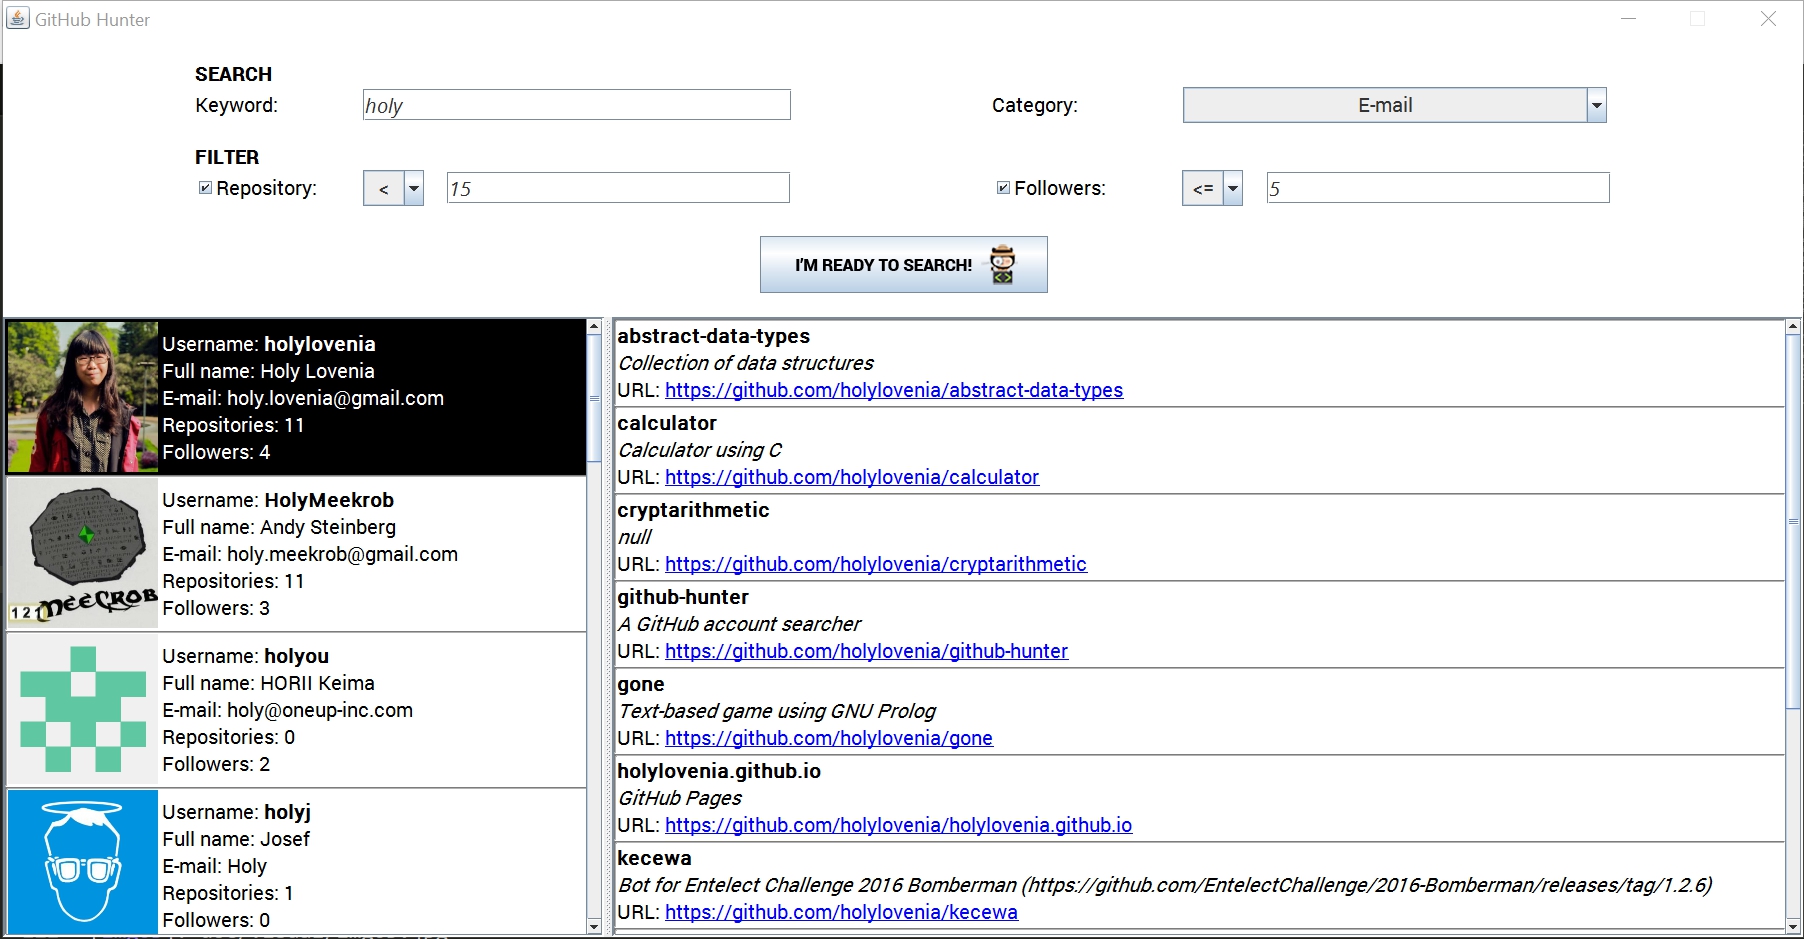 GitHub Hunter
SEARCH
Keyword: holy Category: E-mail
FILTER
Repository: < 15 Followers: <= 5
I'M READY TO SEARCH!
Username: holylovenia
Full name: Holy Lovenia
E-mail: holy.lovenia@gmail.com
Repositories: 11
Followers: 4
121 MEECROB
Username: HolyMeekrob
Full name: Andy Steinberg
E-mail: holy.meekrob@gmail.com
Repositories: 11
Followers: 3
Username: holyou
Full name: HORII Keima
E-mail: holy@oneup-inc.com
Repositories: 0
Followers: 2
Username: holyj
Full name: Josef
E-mail: Holy
Repositories: 1
Followers: 0
abstract-data-types
Collection of data structures
URL: https://github.com/holylovenia/abstract-data-types
calculator
Calculator using C
URL: https://github.com/holylovenia/calculator
cryptarithmetic
null
URL: https://github.com/holylovenia/cryptarithmetic
github-hunter
A GitHub account searcher
URL: https://github.com/holylovenia/github-hunter
gone
Text-based game using GNU Prolog
URL: https://github.com/holylovenia/gone
holylovenia.github.io
GitHub Pages
URL: https://github.com/holylovenia/holylovenia.github.io
kecewa
Bot for Entelect Challenge 2016 Bomberman (https://github.com/EntelectChallenge/2016-Bomberman/releases/tag/1.2.6)
URL: https://github.com/holylovenia/kecewa